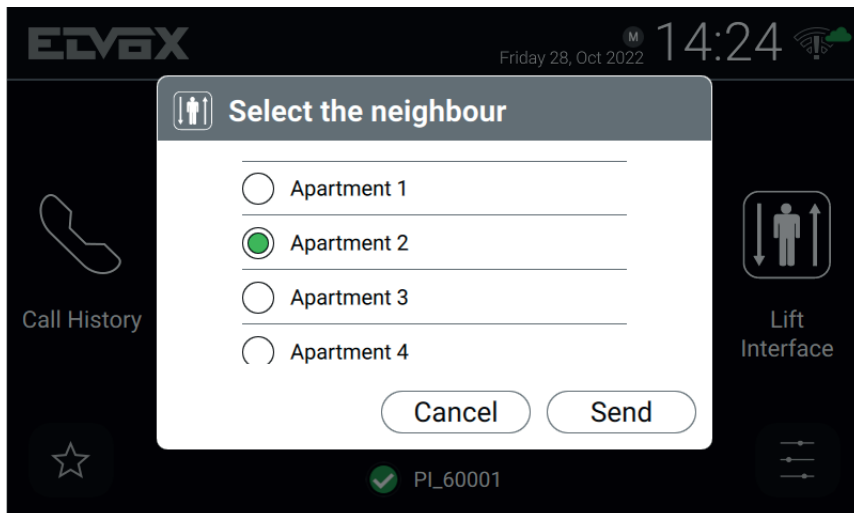 ELVOX
M
Friday 28, Oct 2022
14:24
Select the neighbour
Apartment 1
Apartment 2
Apartment 3
Apartment 4
Call History
Lift
Interface
Cancel
Send
PI_60001